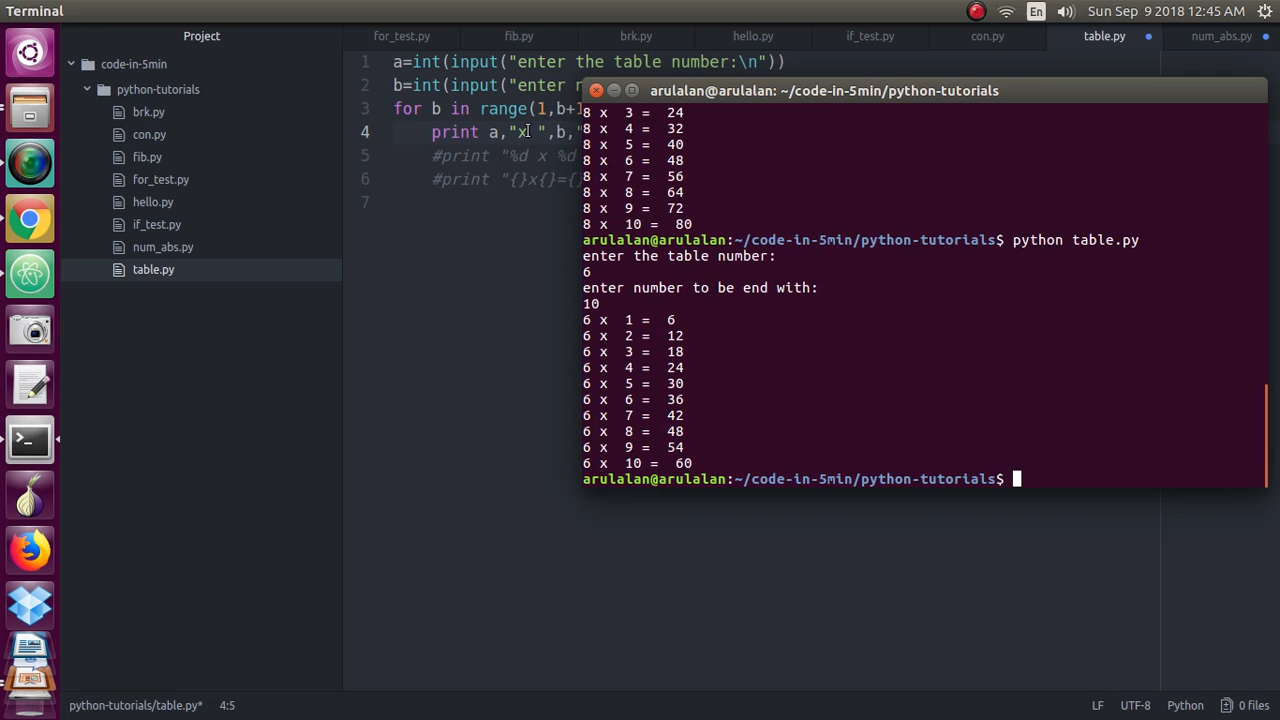 Terminal
En
Sun Sep 9 2018 12:45 AM
Project
for_test.py
fib.py
brk.py
hello.py
if_test.py
con.py
table.py
num_abs.py
code-in-5min
python-tutorials
brk.py
con.py
fib.py
for_test.py
hello.py
if_test.py
num_abs.py
table.py
1 a=int(input("enter the table number:\n"))
2 b=int(input("enter
3 for b in range(1,b+1
4 print a,"x ",b,"
5 #print "%d x %d
6 #print "{}x{}={}
7
arulalan@arulalan: ~/code-in-5min/python-tutorials
8 x  3 =  24
8 x  4 =  32
8 x  5 =  40
8 x  6 =  48
8 x  7 =  56
8 x  8 =  64
8 x  9 =  72
8 x  10 =  80
arulalan@arulalan:~/code-in-5min/python-tutorials$ python table.py
enter the table number:
6
enter number to be end with:
10
6 x  1 =  6
6 x  2 =  12
6 x  3 =  18
6 x  4 =  24
6 x  5 =  30
6 x  6 =  36
6 x  7 =  42
6 x  8 =  48
6 x  9 =  54
6 x  10 =  60
arulalan@arulalan:~/code-in-5min/python-tutorials$
python-tutorials/table.py* 4:5
LF UTF-8 Python 0 files